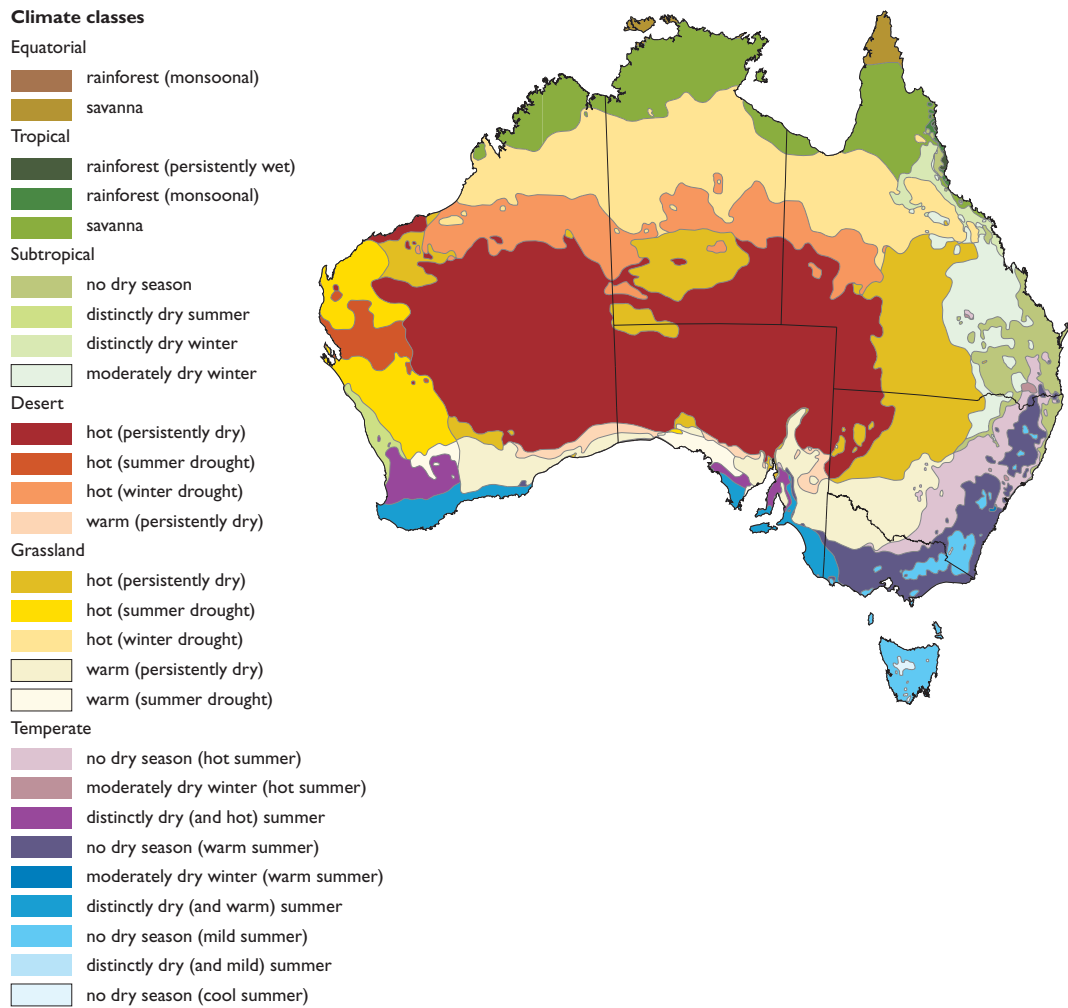 Climate classes
Equatorial
rainforest (monsoonal)
savanna
Tropical
rainforest (persistently wet)
rainforest (monsoonal)
savanna
Subtropical
no dry season
distinctly dry summer
distinctly dry winter
moderately dry winter
Desert
hot (persistently dry)
hot (summer drought)
hot (winter drought)
warm (persistently dry)
Grassland
hot (persistently dry)
hot (summer drought)
hot (winter drought)
warm (persistently dry)
warm (summer drought)
Temperate
no dry season (hot summer)
moderately dry winter (hot summer)
distinctly dry (and hot) summer
no dry season (warm summer)
moderately dry winter (warm summer)
distinctly dry (and warm) summer
no dry season (mild summer)
distinctly dry (and mild) summer
no dry season (cool summer)